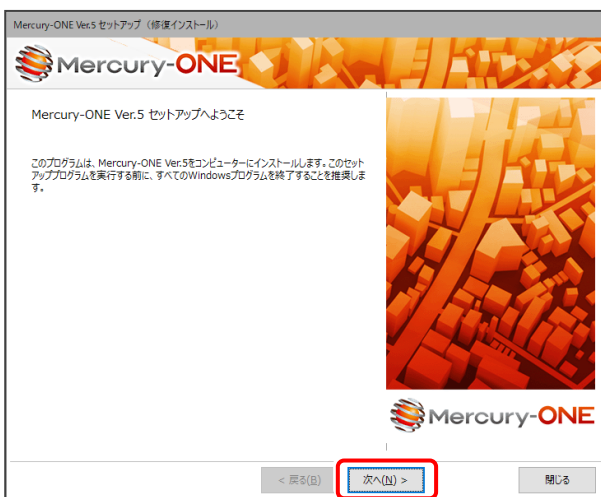 Mercury-ONE Ver.5 セットアップ（修復インストール）
Mercury-ONE
Mercury-ONE Ver.5 セットアップへようこそ
このプログラムは、Mercury-ONE Ver.5をコンピューターにインストールします。このセット
アッププログラムを実行する前に、すべてのWindowsプログラムを終了することを推奨しま
す。
Mercury-ONE
< 戻る(B)
次へ(N) >
閉じる